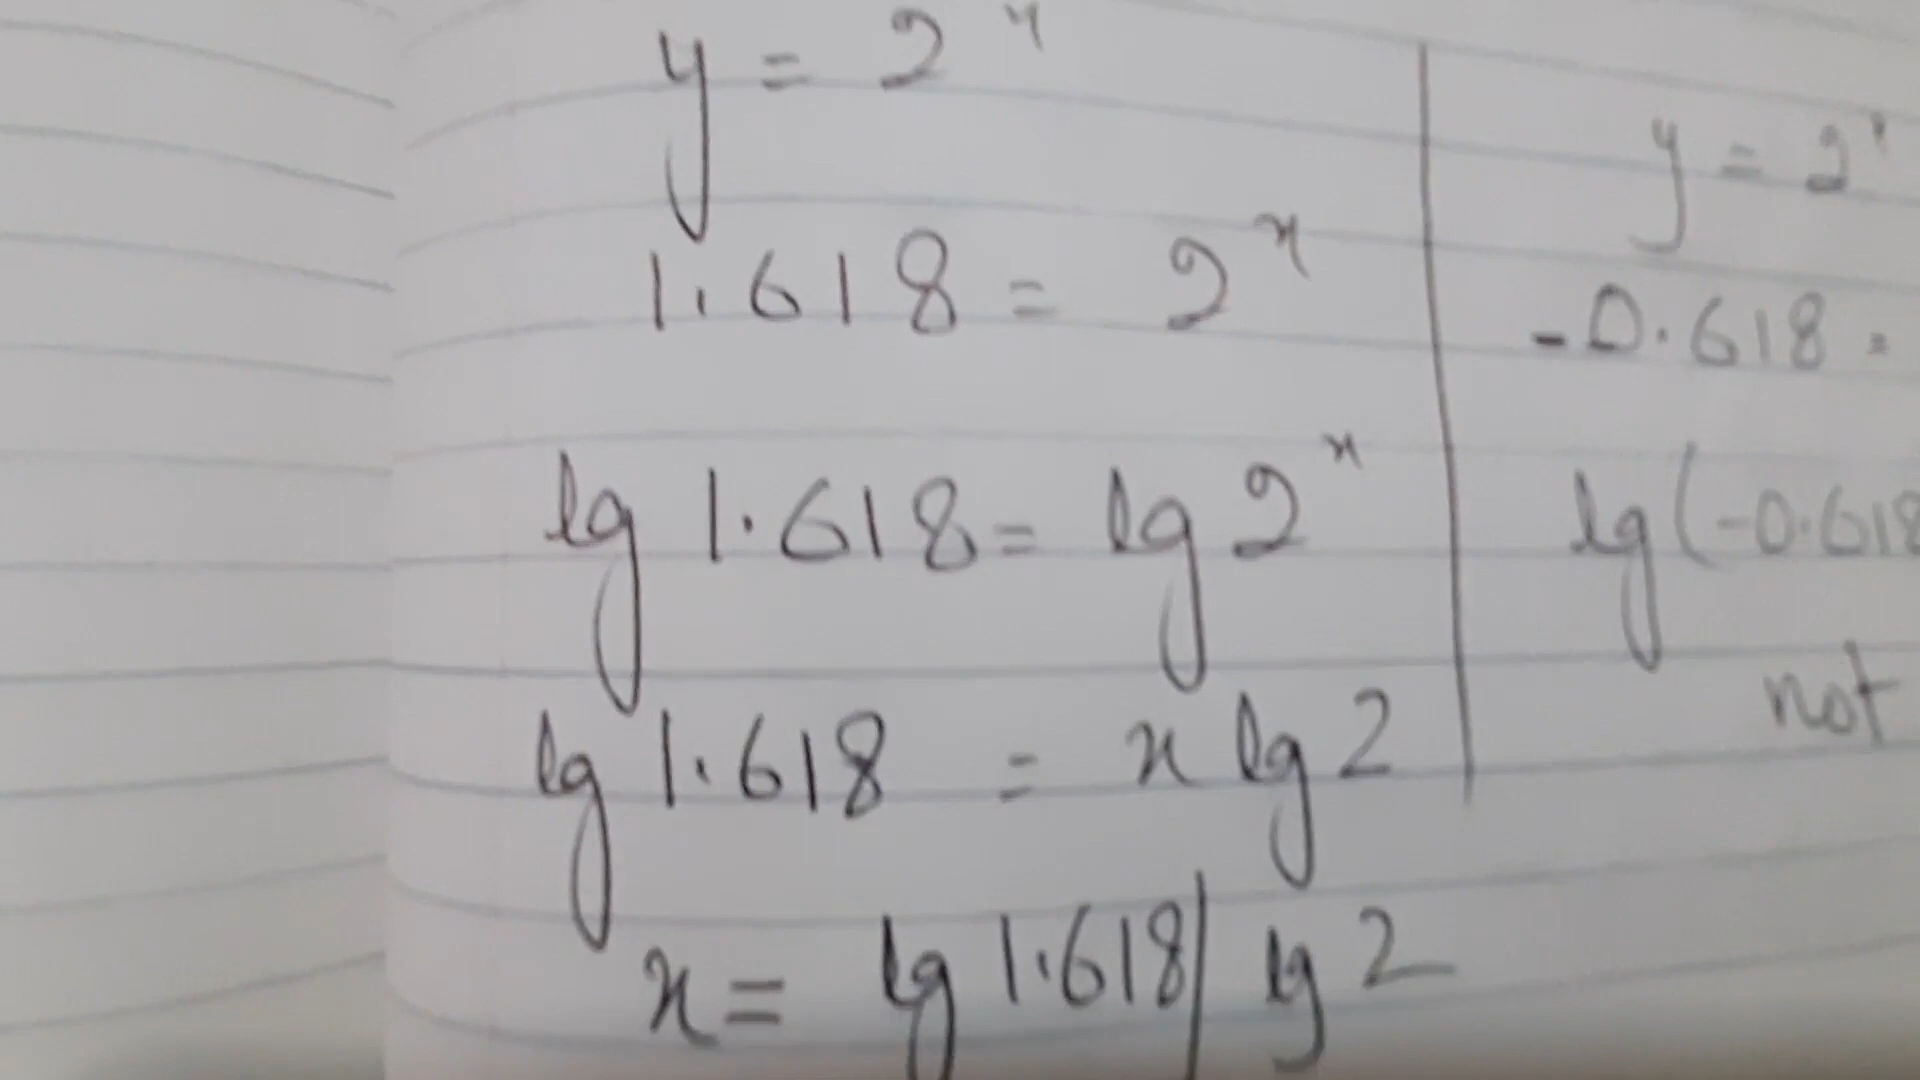 y = 2^x
1.618 = 2^x
lg 1.618 = lg 2^x
lg 1.618 = x lg 2
x = lg 1.618 / lg 2
y = 2^x
-0.618 =
lg (-0.618
not